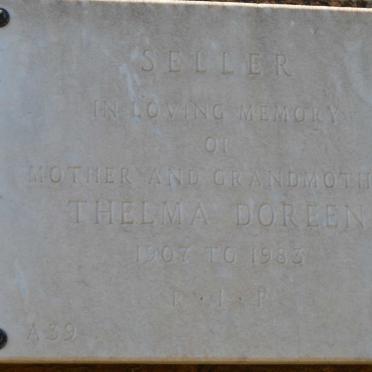 SELLER
IN LOVING MEMORY
OF
MOTHER AND GRANDMOTH
THELMA DOREEN
1907 TO 1983
R·I·P
A39